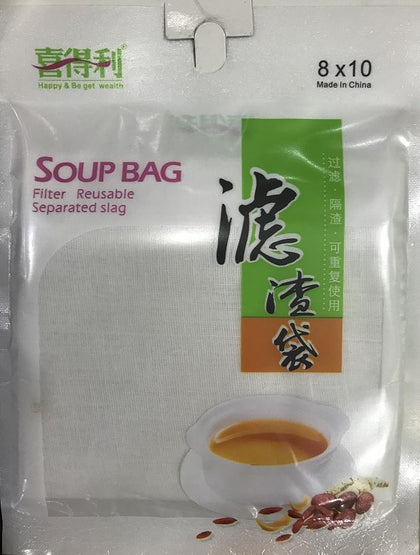 喜得利®
Happy & Be get wealth
8 x 10
Made in China
SOUP BAG
Filter Reusable
Separated slag
滤渣袋
过滤·隔渣·可重复使用